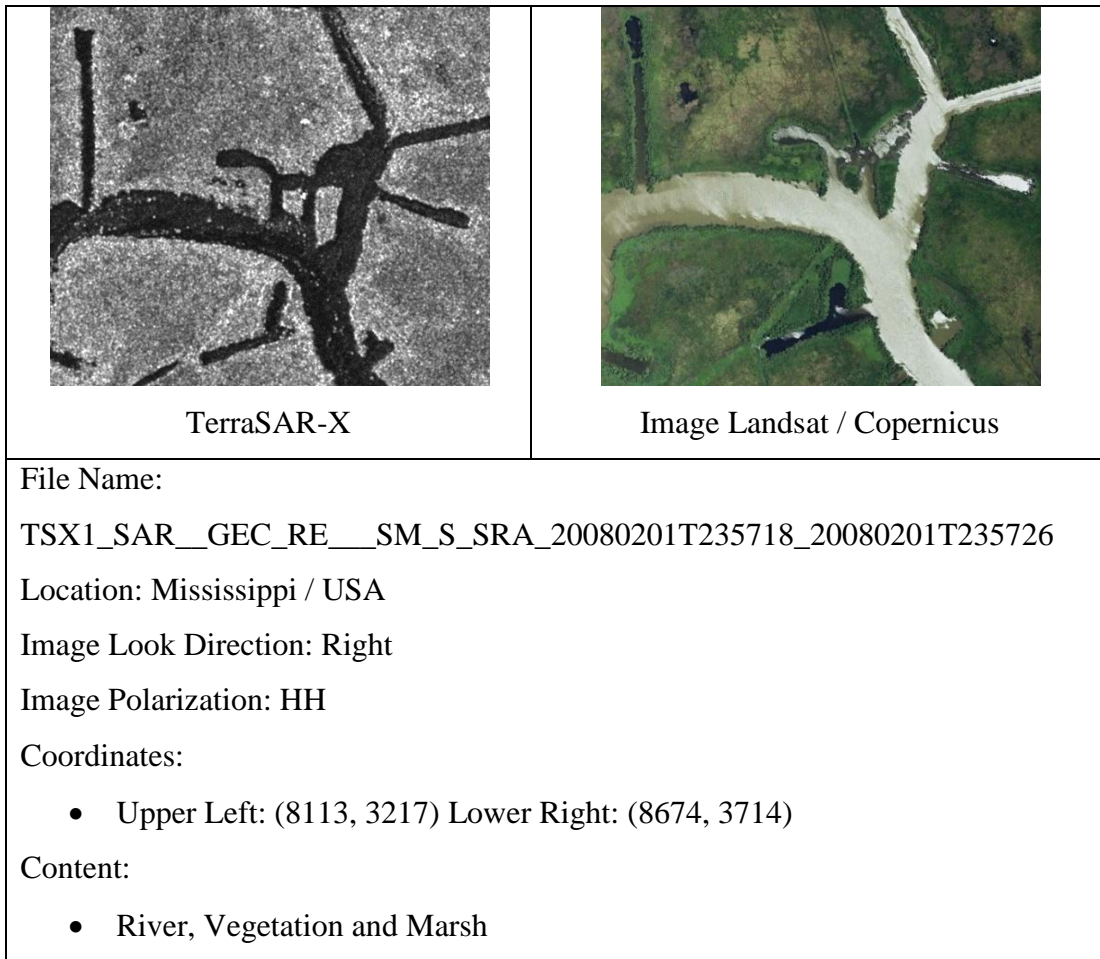 TerraSAR-X
Image Landsat / Copernicus
File Name:
TSX1_SAR__GEC_RE___SM_S_SRA_20080201T235718_20080201T235726
Location: Mississippi / USA
Image Look Direction: Right
Image Polarization: HH
Coordinates:
• Upper Left: (8113, 3217) Lower Right: (8674, 3714)
Content:
• River, Vegetation and Marsh